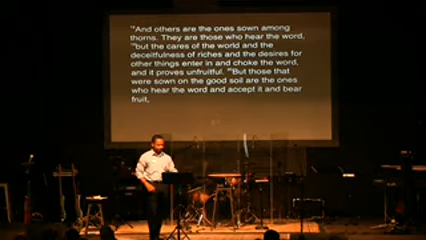 ¹⁸And others are the ones sown among
thorns. They are those who hear the word,
¹⁹but the cares of the world and the
deceitfulness of riches and the desires for
other things enter in and choke the word,
and it proves unfruitful. ²⁰But those that
were sown on the good soil are the ones
who hear the word and accept it and bear
fruit,